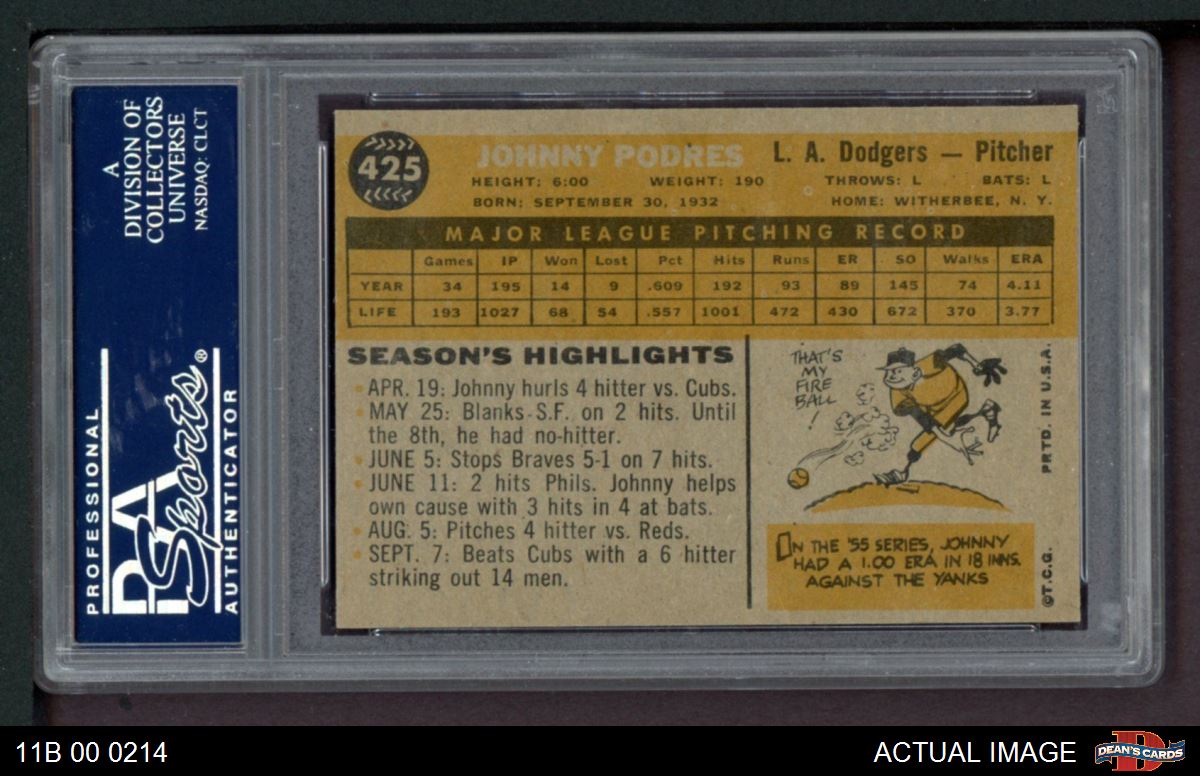 A
DIVISION OF
COLLECTORS
UNIVERSE
NASDAQ: CLCT
PROFESSIONAL
PSA
Sports®
AUTHENTICATOR
425
JOHNNY PODRES L. A. Dodgers — Pitcher
HEIGHT: 6:00 WEIGHT: 190 THROWS: L BATS: L
BORN: SEPTEMBER 30, 1932 HOME: WITHERBEE, N. Y.
MAJOR LEAGUE PITCHING RECORD
Games IP Won Lost Pct Hits Runs ER SO Walks ERA
YEAR 34 195 14 9 .609 192 93 89 145 74 4.11
LIFE 193 1027 68 54 .557 1001 472 430 672 370 3.77
SEASON'S HIGHLIGHTS
APR. 19: Johnny hurls 4 hitter vs. Cubs.
MAY 25: Blanks S.F. on 2 hits. Until
the 8th, he had no-hitter.
JUNE 5: Stops Braves 5-1 on 7 hits.
JUNE 11: 2 hits Phils. Johnny helps
own cause with 3 hits in 4 at bats.
AUG. 5: Pitches 4 hitter vs. Reds.
SEPT. 7: Beats Cubs with a 6 hitter
striking out 14 men.
THAT'S
MY
FIRE
BALL
!
IN THE '55 SERIES, JOHNNY
HAD A 1.00 ERA IN 18 INNS.
AGAINST THE YANKS
©T.C.G. PRTD. IN U.S.A.
11B 00 0214
ACTUAL IMAGE
DEAN'S CARDS